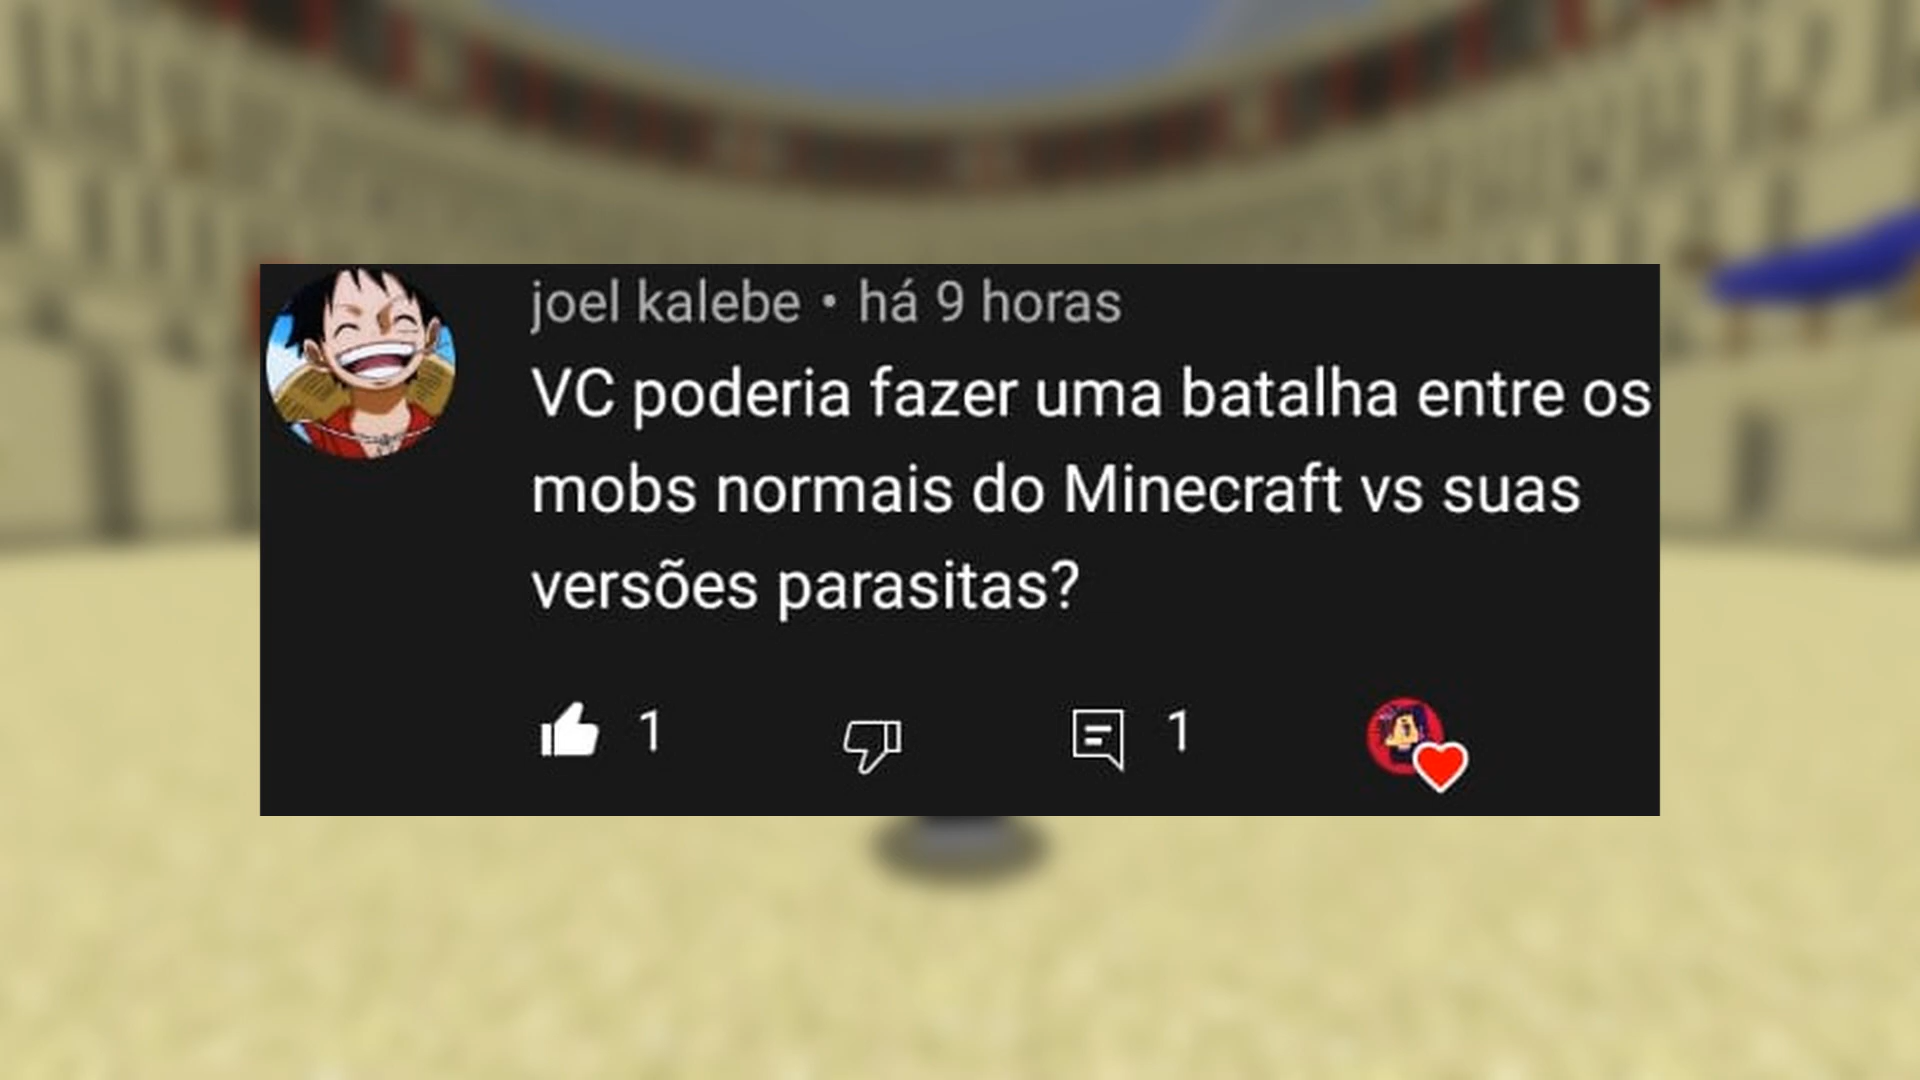 joel kalebe • há 9 horas
VC poderia fazer uma batalha entre os
mobs normais do Minecraft vs suas
versões parasitas?
1 1